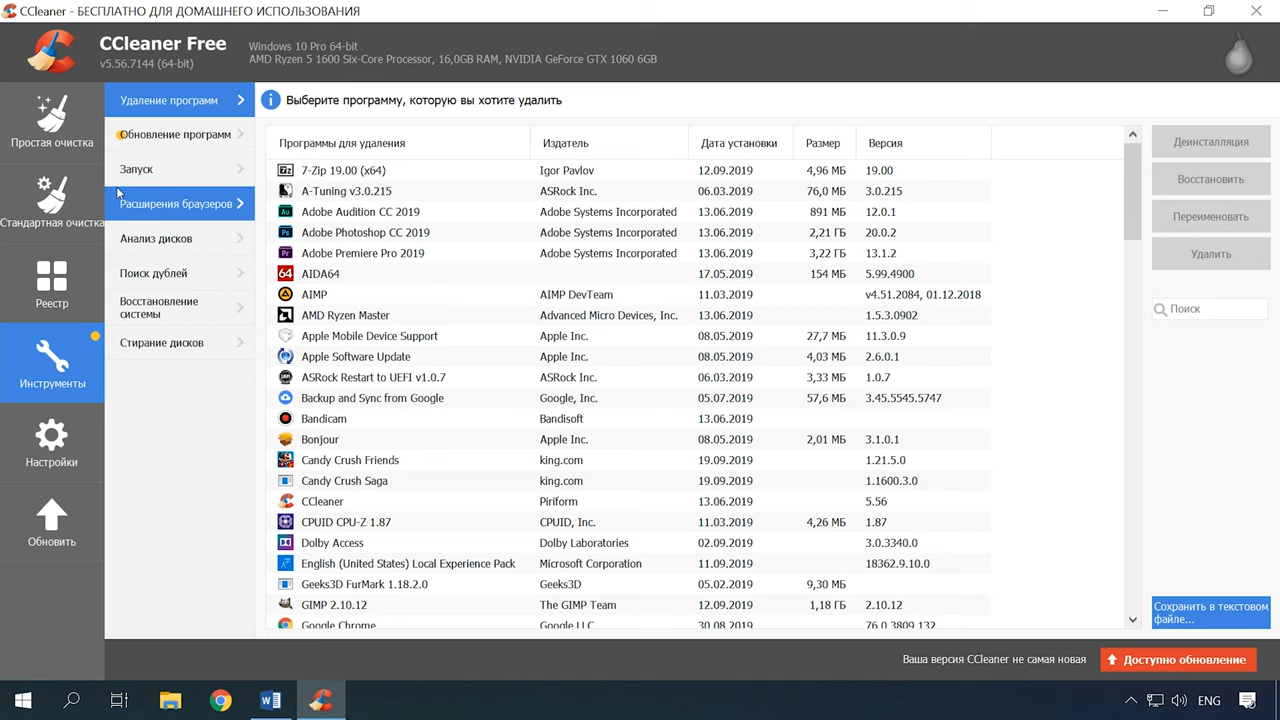 CCleaner - БЕСПЛАТНО ДЛЯ ДОМАШНЕГО ИСПОЛЬЗОВАНИЯ
CCleaner Free
v5.56.7144 (64-bit)
Windows 10 Pro 64-bit
AMD Ryzen 5 1600 Six-Core Processor, 16,0GB RAM, NVIDIA GeForce GTX 1060 6GB
Простая очистка
Стандартная очистка
Реестр
Инструменты
Настройки
Обновить
Удаление программ
Обновление программ
Запуск
Расширения браузеров
Анализ дисков
Поиск дублей
Восстановление
системы
Стирание дисков
Выберите программу, которую вы хотите удалить
Программы для удаления Издатель Дата установки Размер Версия
7-Zip 19.00 (x64) Igor Pavlov 12.09.2019 4,96 МБ 19.00
A-Tuning v3.0.215 ASRock Inc. 06.03.2019 76,0 МБ 3.0.215
Adobe Audition CC 2019 Adobe Systems Incorporated 13.06.2019 891 МБ 12.0.1
Adobe Photoshop CC 2019 Adobe Systems Incorporated 13.06.2019 2,21 ГБ 20.0.2
Adobe Premiere Pro 2019 Adobe Systems Incorporated 13.06.2019 3,22 ГБ 13.1.2
AIDA64 17.05.2019 154 МБ 5.99.4900
AIMP AIMP DevTeam 11.03.2019 v4.51.2084, 01.12.2018
AMD Ryzen Master Advanced Micro Devices, Inc. 13.06.2019 1.5.3.0902
Apple Mobile Device Support Apple Inc. 08.05.2019 27,7 МБ 11.3.0.9
Apple Software Update Apple Inc. 08.05.2019 4,03 МБ 2.6.0.1
ASRock Restart to UEFI v1.0.7 ASRock Inc. 06.03.2019 3,33 МБ 1.0.7
Backup and Sync from Google Google, Inc. 05.07.2019 57,6 МБ 3.45.5545.5747
Bandicam Bandisoft 13.06.2019
Bonjour Apple Inc. 08.05.2019 2,01 МБ 3.1.0.1
Candy Crush Friends king.com 19.09.2019 1.21.5.0
Candy Crush Saga king.com 19.09.2019 1.1600.3.0
CCleaner Piriform 13.06.2019 5.56
CPUID CPU-Z 1.87 CPUID, Inc. 11.03.2019 4,26 МБ 1.87
Dolby Access Dolby Laboratories 02.09.2019 3.0.3340.0
English (United States) Local Experience Pack Microsoft Corporation 11.09.2019 18362.9.10.0
Geeks3D FurMark 1.18.2.0 Geeks3D 05.02.2019 9,30 МБ
GIMP 2.10.12 The GIMP Team 12.09.2019 1,18 ГБ 2.10.12
Google Chrome Google LLC 30.08.2019 76.0.3809.132
Деинсталляция
Восстановить
Переименовать
Удалить
Поиск
Сохранить в текстовом
файле...
Ваша версия CCleaner не самая новая
Доступно обновление
ENG